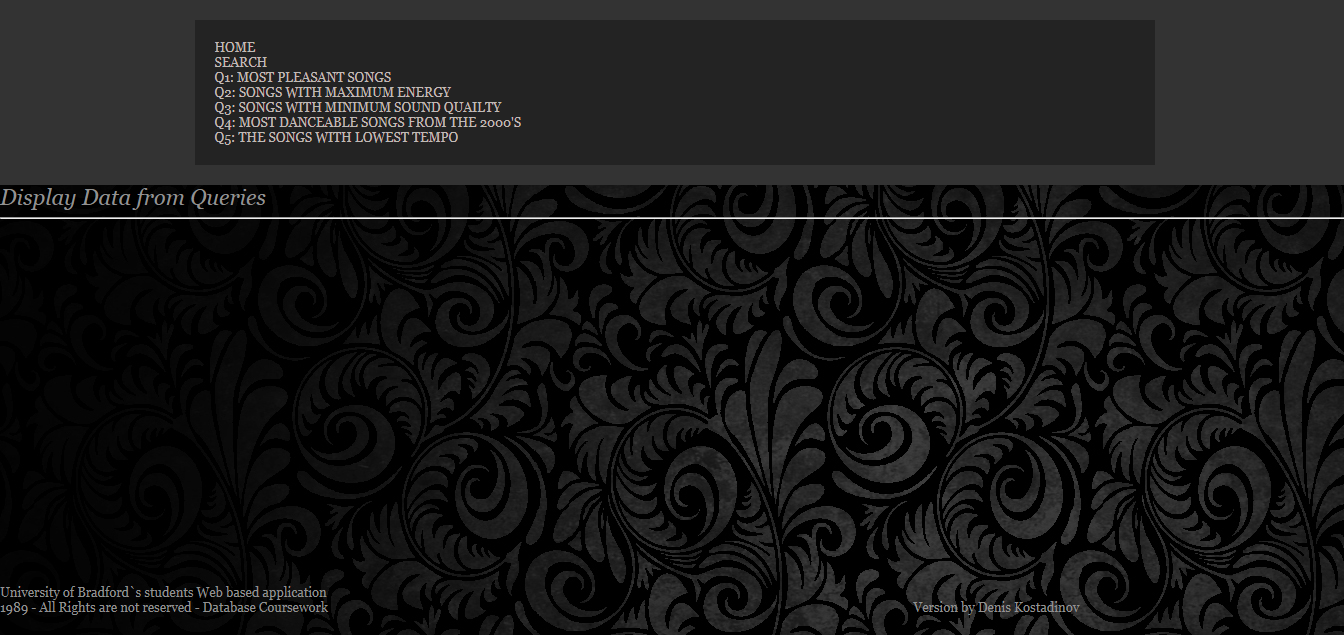 HOME
SEARCH
Q1: MOST PLEASANT SONGS
Q2: SONGS WITH MAXIMUM ENERGY
Q3: SONGS WITH MINIMUM SOUND QUAILTY
Q4: MOST DANCEABLE SONGS FROM THE 2000'S
Q5: THE SONGS WITH LOWEST TEMPO
Display Data from Queries
University of Bradford`s students Web based application
1989 - All Rights are not reserved - Database Coursework
Version by Denis Kostadinov